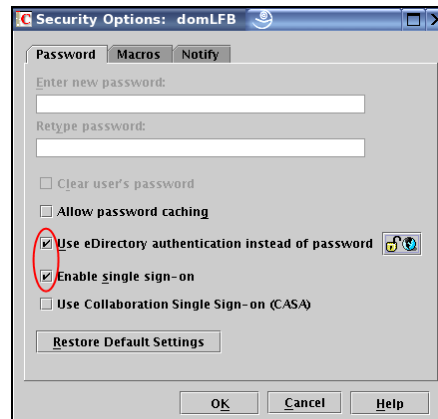 Security Options: domLFB
Password Macros Notify
Enter new password:
Retype password:
Clear user's password
Allow password caching
Use eDirectory authentication instead of password
Enable single sign-on
Use Collaboration Single Sign-on (CASA)
Restore Default Settings
OK Cancel Help